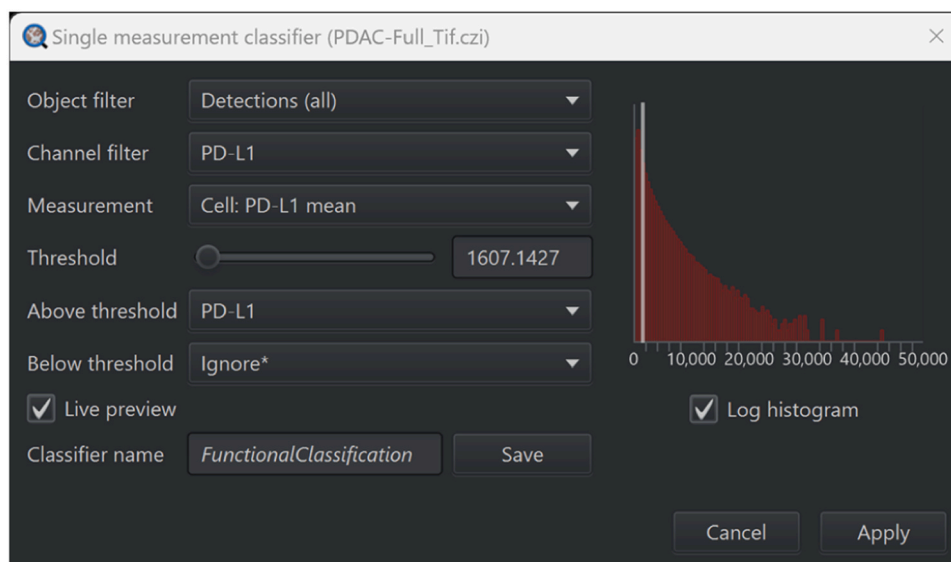 Single measurement classifier (PDAC-Full_Tif.czi)
Object filter Detections (all)
Channel filter PD-L1
Measurement Cell: PD-L1 mean
Threshold 1607.1427
Above threshold PD-L1
Below threshold Ignore*
Live preview
Classifier name FunctionalClassification Save
0 10,000 20,000 30,000 40,000 50,000
Log histogram
Cancel Apply